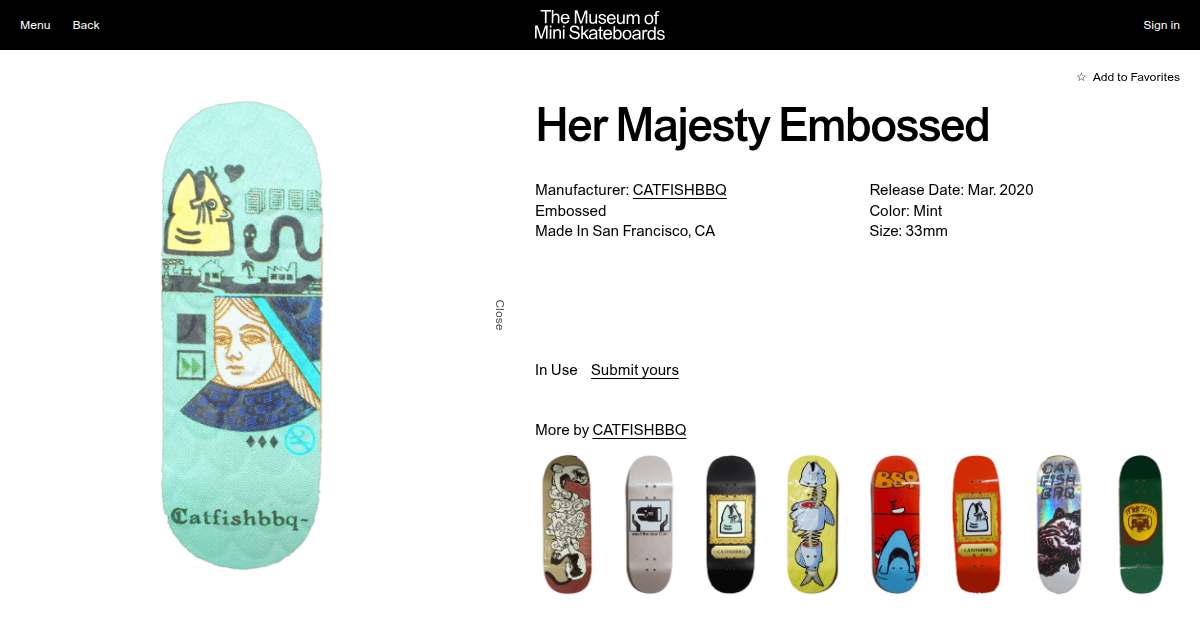 Menu
Back
The Museum of
Mini Skateboards
Sign in
☆ Add to Favorites
Her Majesty Embossed
Manufacturer: CATFISHBBQ
Embossed
Made In San Francisco, CA
Release Date: Mar. 2020
Color: Mint
Size: 33mm
Close
Catfishbbq-
In Use
Submit yours
More by CATFISHBBQ
BBQ
CATFISHBBQ
CATFISHBBQ
CAT
FISH
BBQ